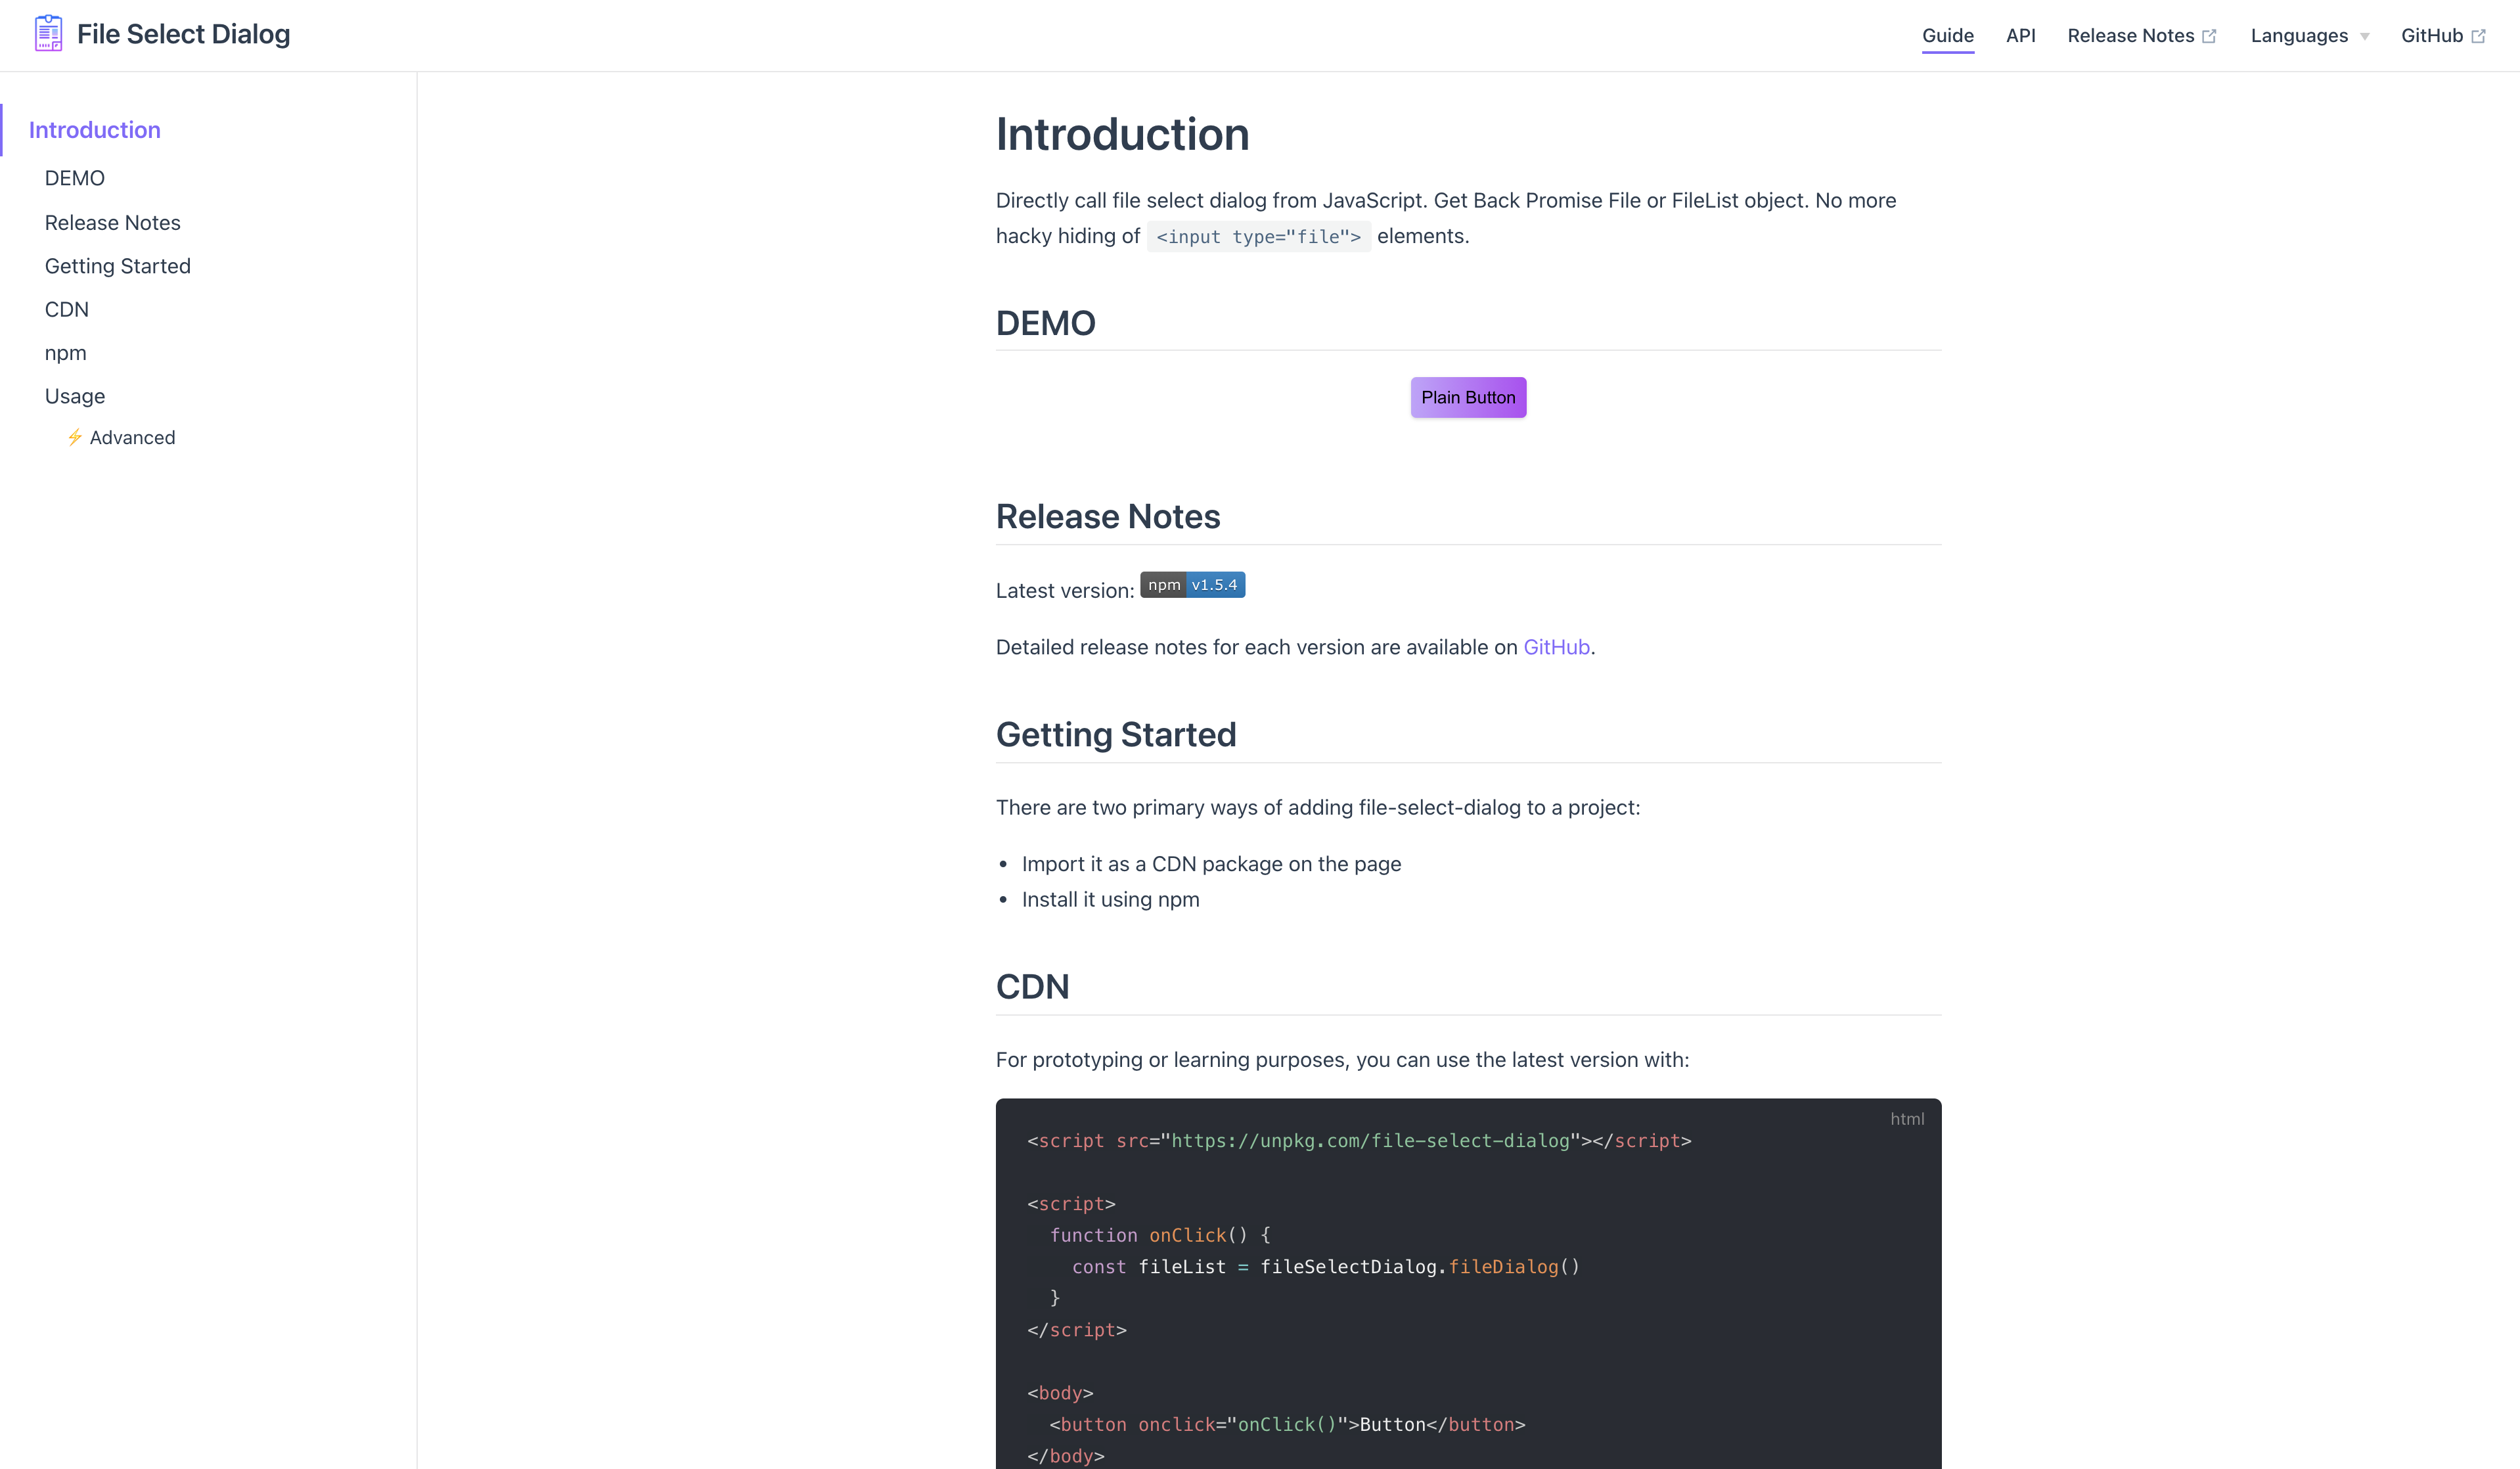 File Select Dialog
Guide
API
Release Notes
Languages
GitHub
Introduction
DEMO
Release Notes
Getting Started
CDN
npm
Usage
⚡ Advanced
Introduction
Directly call file select dialog from JavaScript. Get Back Promise File or FileList object. No more
hacky hiding of <input type="file"> elements.
DEMO
Plain Button
Release Notes
Latest version: npm v1.5.4
Detailed release notes for each version are available on GitHub.
Getting Started
There are two primary ways of adding file-select-dialog to a project:
• Import it as a CDN package on the page
• Install it using npm
CDN
For prototyping or learning purposes, you can use the latest version with:
html
<script src="https://unpkg.com/file-select-dialog"></script>
<script>
  function onClick() {
    const fileList = fileSelectDialog.fileDialog()
  }
</script>
<body>
  <button onclick="onClick()">Button</button>
</body>